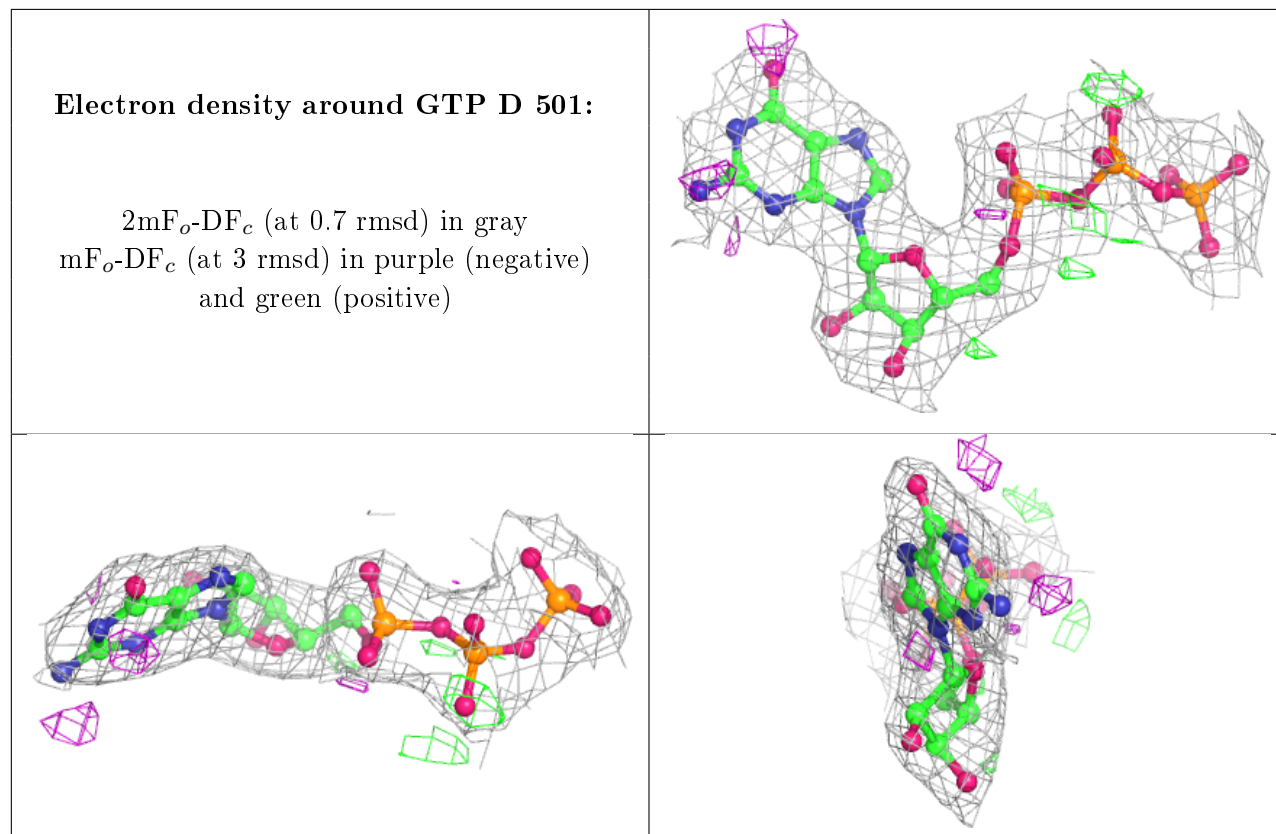 Electron density around GTP D 501:
2mFₒ-DF𝒸 (at 0.7 rmsd) in gray
mFₒ-DF𝒸 (at 3 rmsd) in purple (negative)
and green (positive)